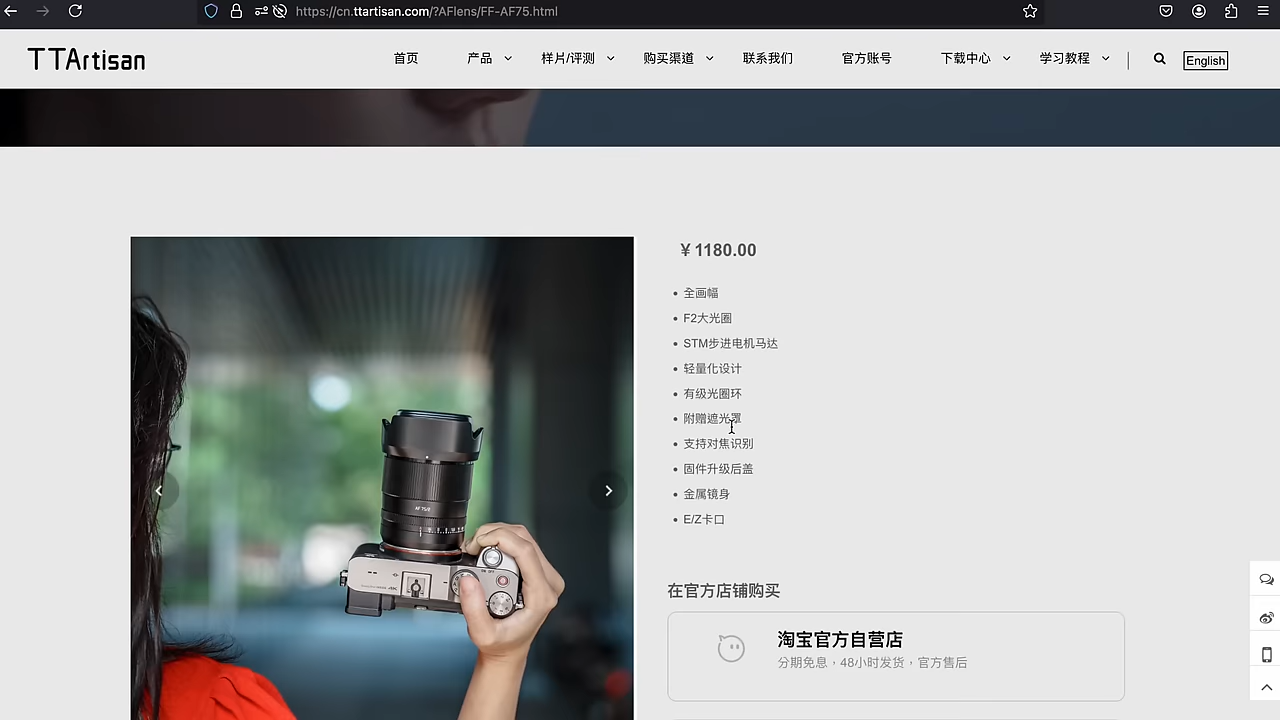 https://cn.ttartisan.com/?AFlens/FF-AF75.html
TTArtisan
首页
产品
样片/评测
购买渠道
联系我们
官方账号
下载中心
学习教程
English
¥ 1180.00
全画幅
F2大光圈
STM步进电机马达
轻量化设计
有级光圈环
附赠遮光罩
支持对焦识别
固件升级后盖
金属镜身
E/Z卡口
AF 75/2
在官方店铺购买
淘宝官方自营店
分期免息，48小时发货，官方售后